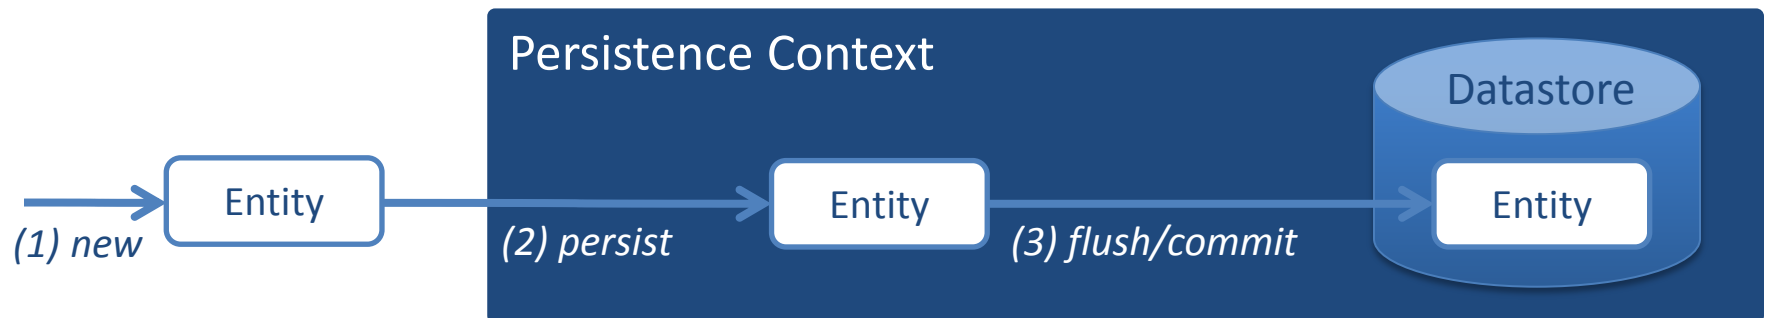 Persistence Context
Datastore
Entity
Entity
Entity
(1) new
(2) persist
(3) flush/commit